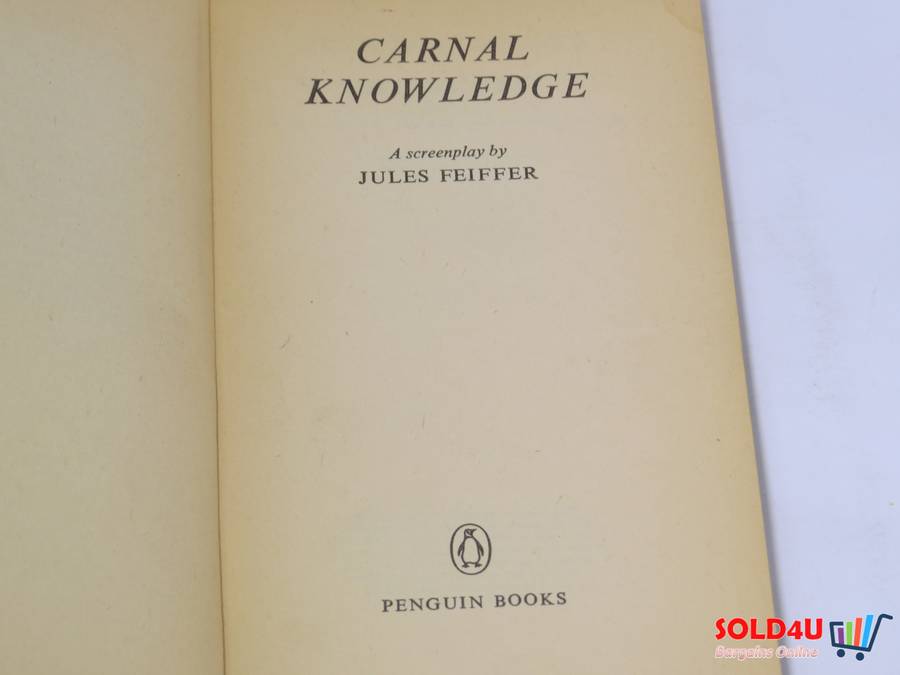 CARNAL
KNOWLEDGE
A screenplay by
JULES FEIFFER
PENGUIN BOOKS
SOLD4U
Bargains Online